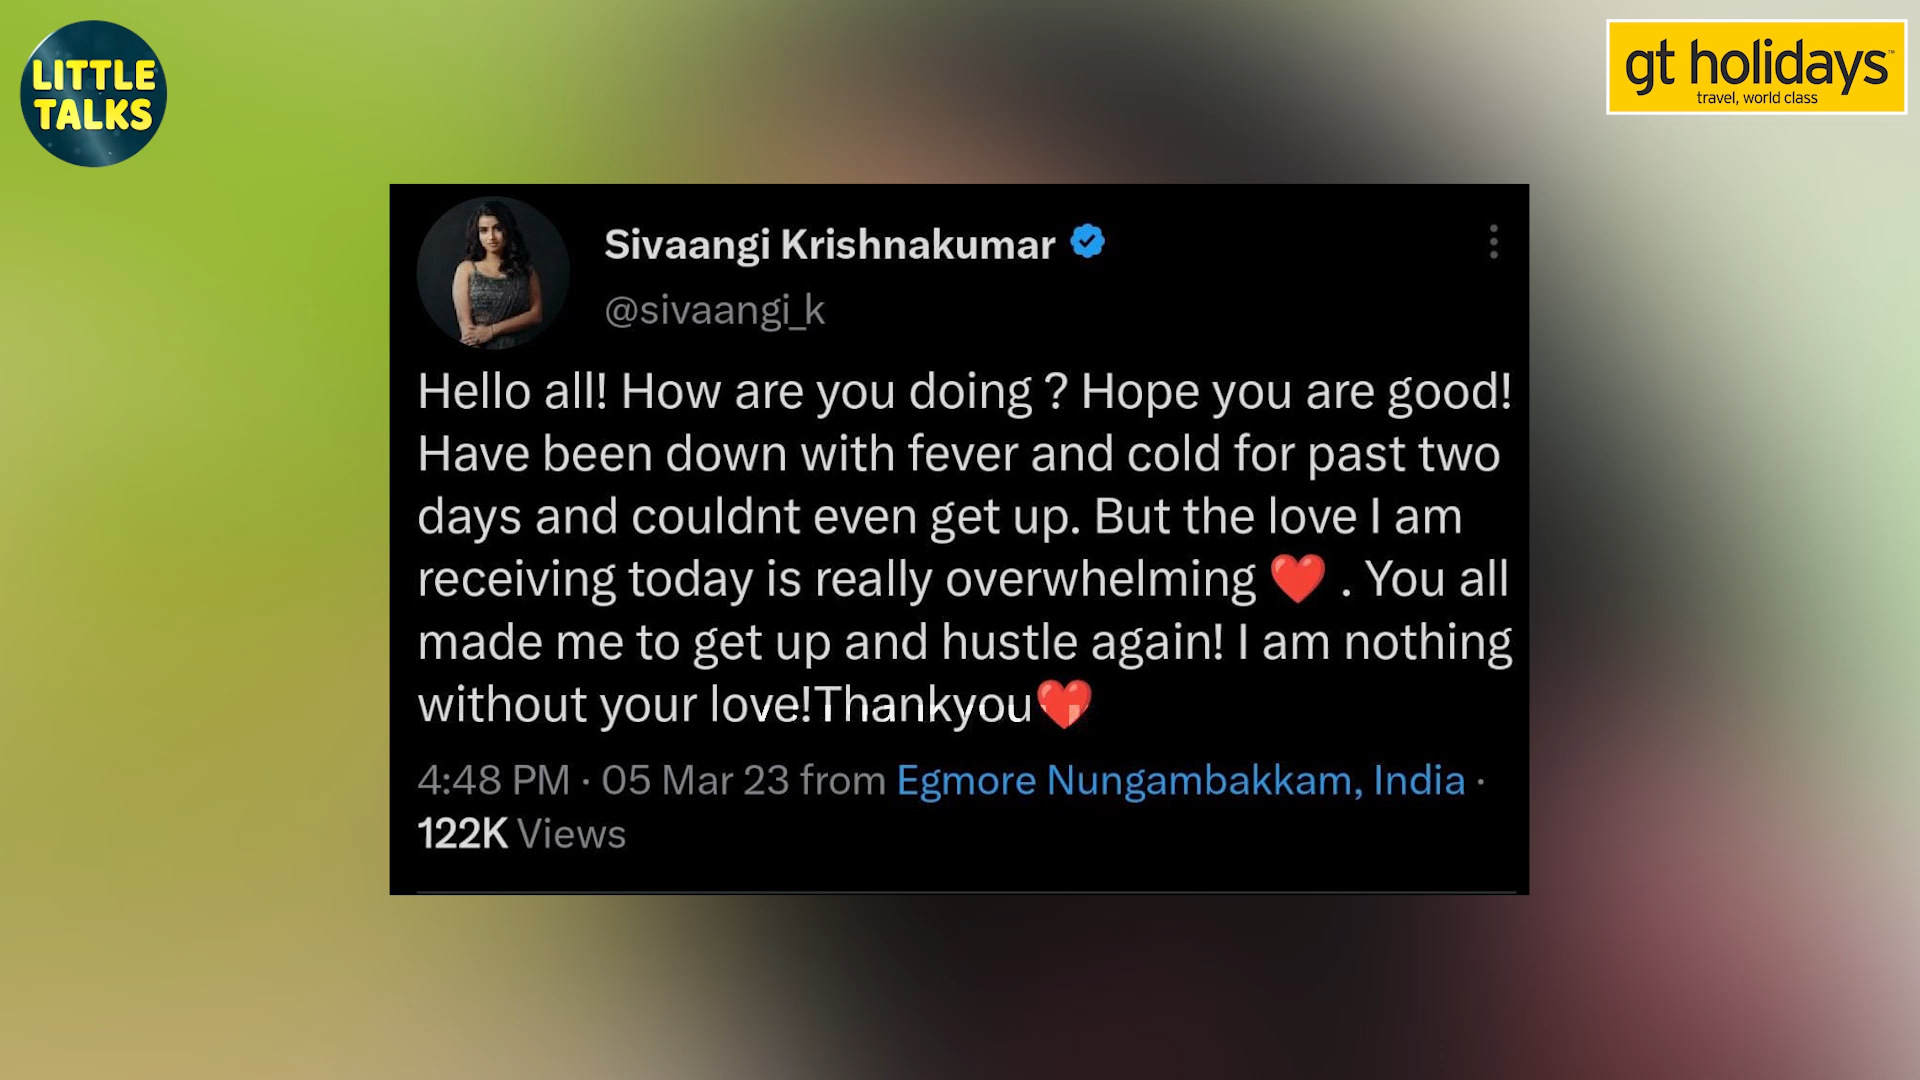 LITTLE
TALKS
gt holidays™
travel, world class
Sivaangi Krishnakumar
@sivaangi_k
Hello all! How are you doing ? Hope you are good!
Have been down with fever and cold for past two
days and couldnt even get up. But the love I am
receiving today is really overwhelming ❤️ . You all
made me to get up and hustle again! I am nothing
without your love!Thankyou❤️
4:48 PM · 05 Mar 23 from Egmore Nungambakkam, India ·
122K Views